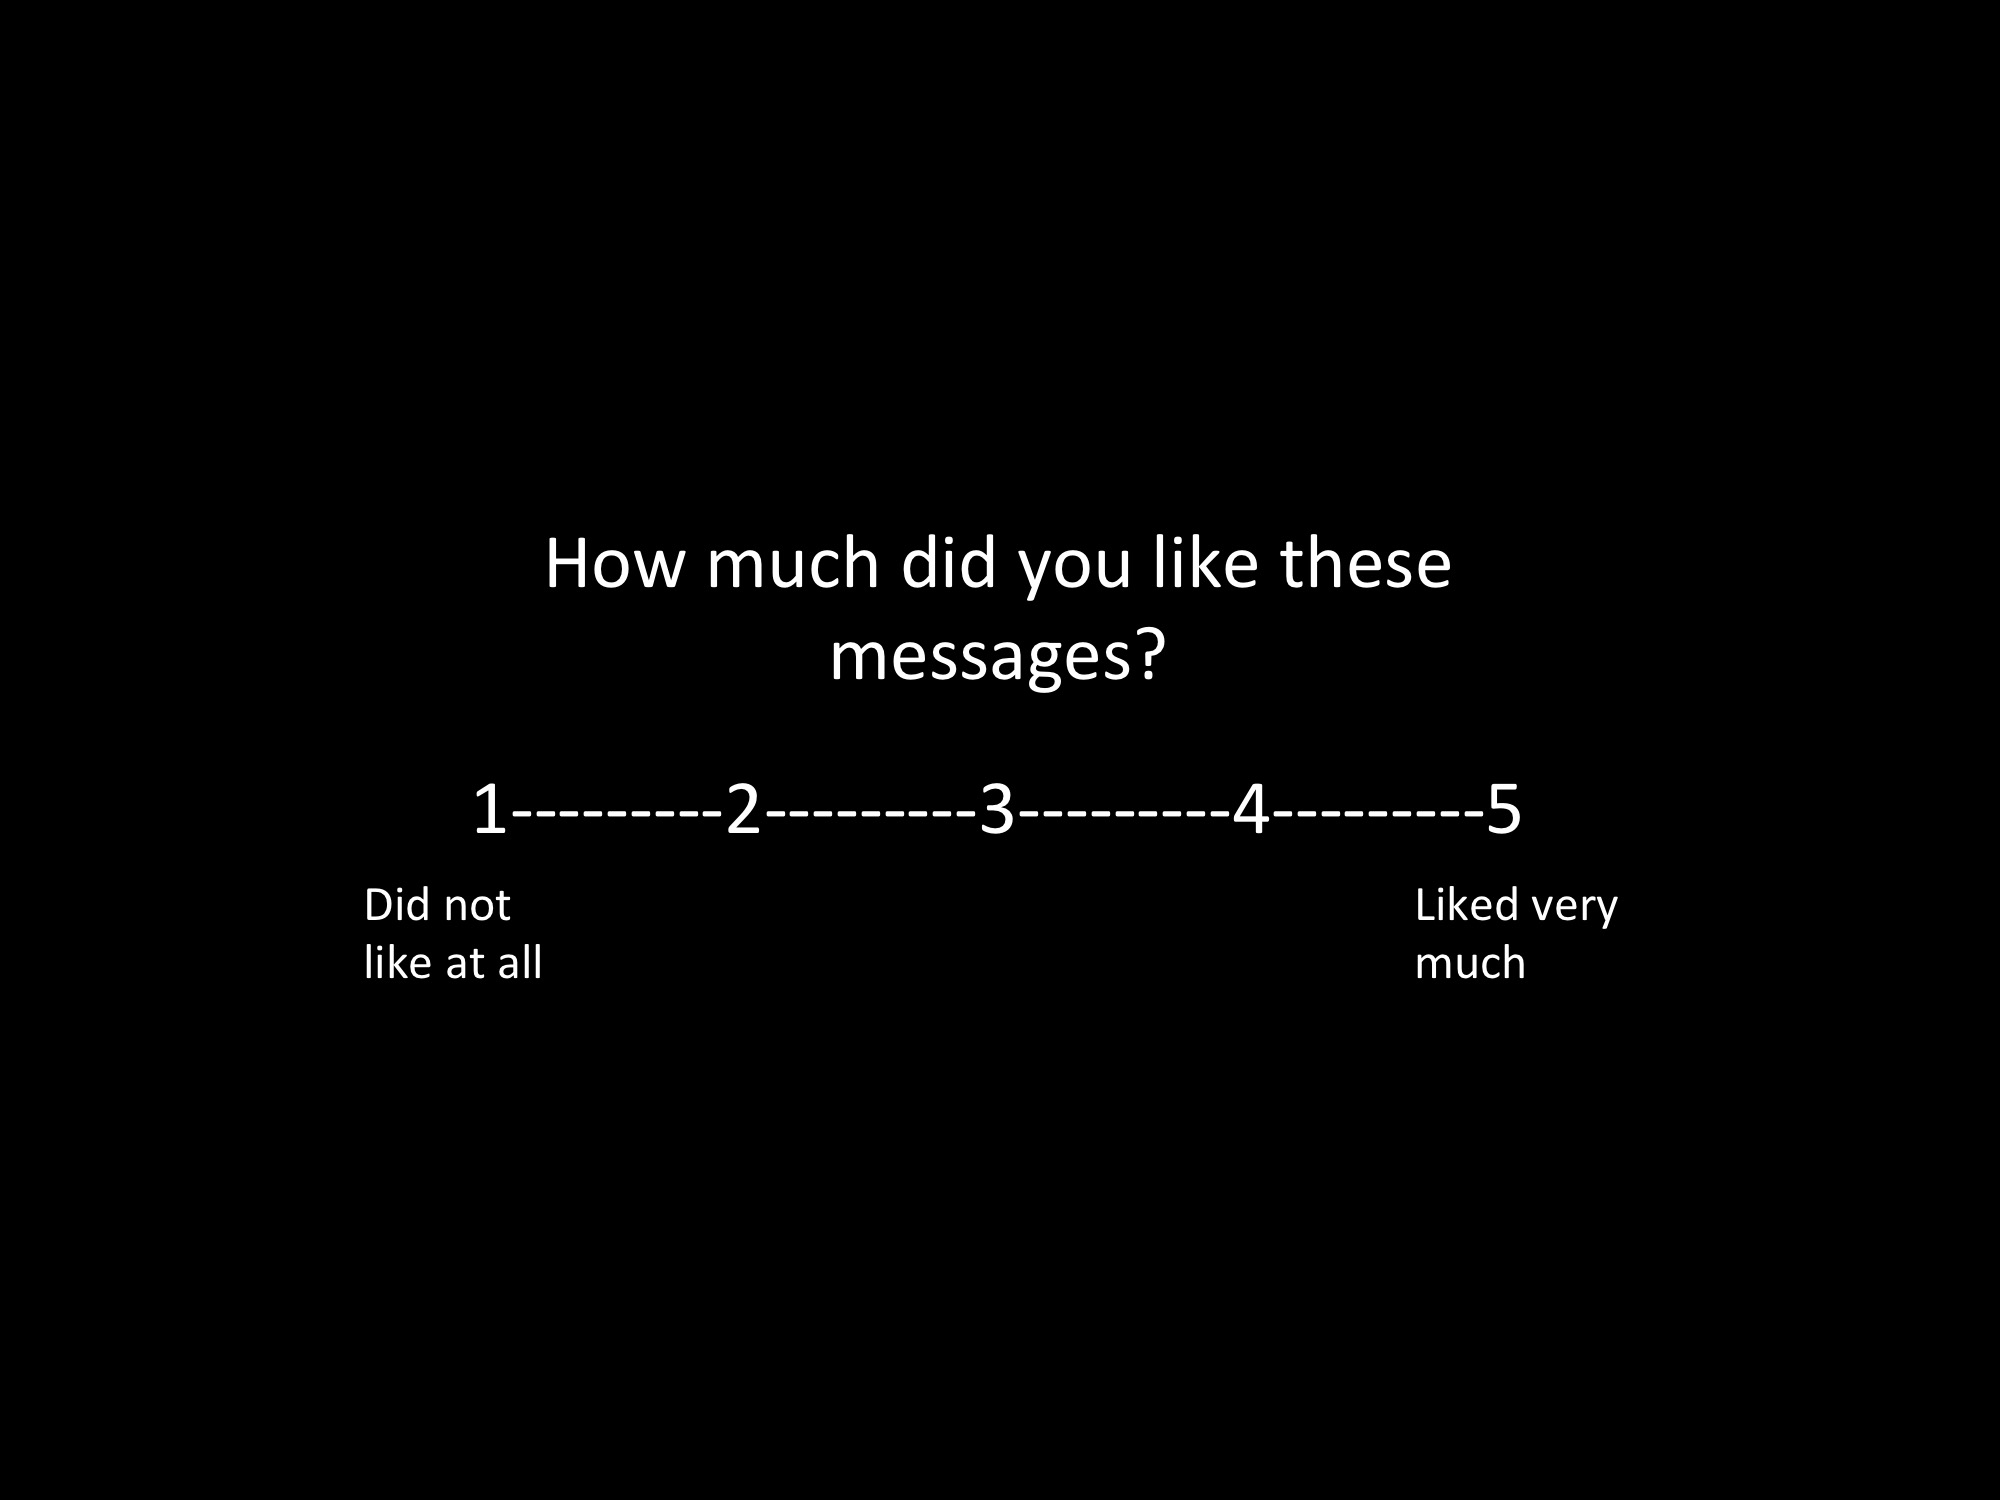 How much did you like these
messages?
1---------2---------3---------4---------5
Did not
like at all
Liked very
much